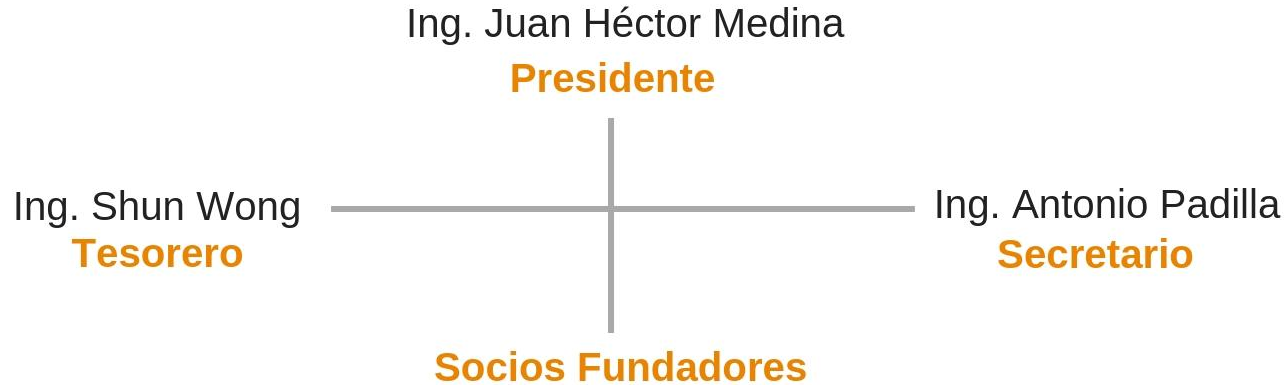 Ing. Juan Héctor Medina
Presidente
Ing. Shun Wong
Tesorero
Ing. Antonio Padilla
Secretario
Socios Fundadores